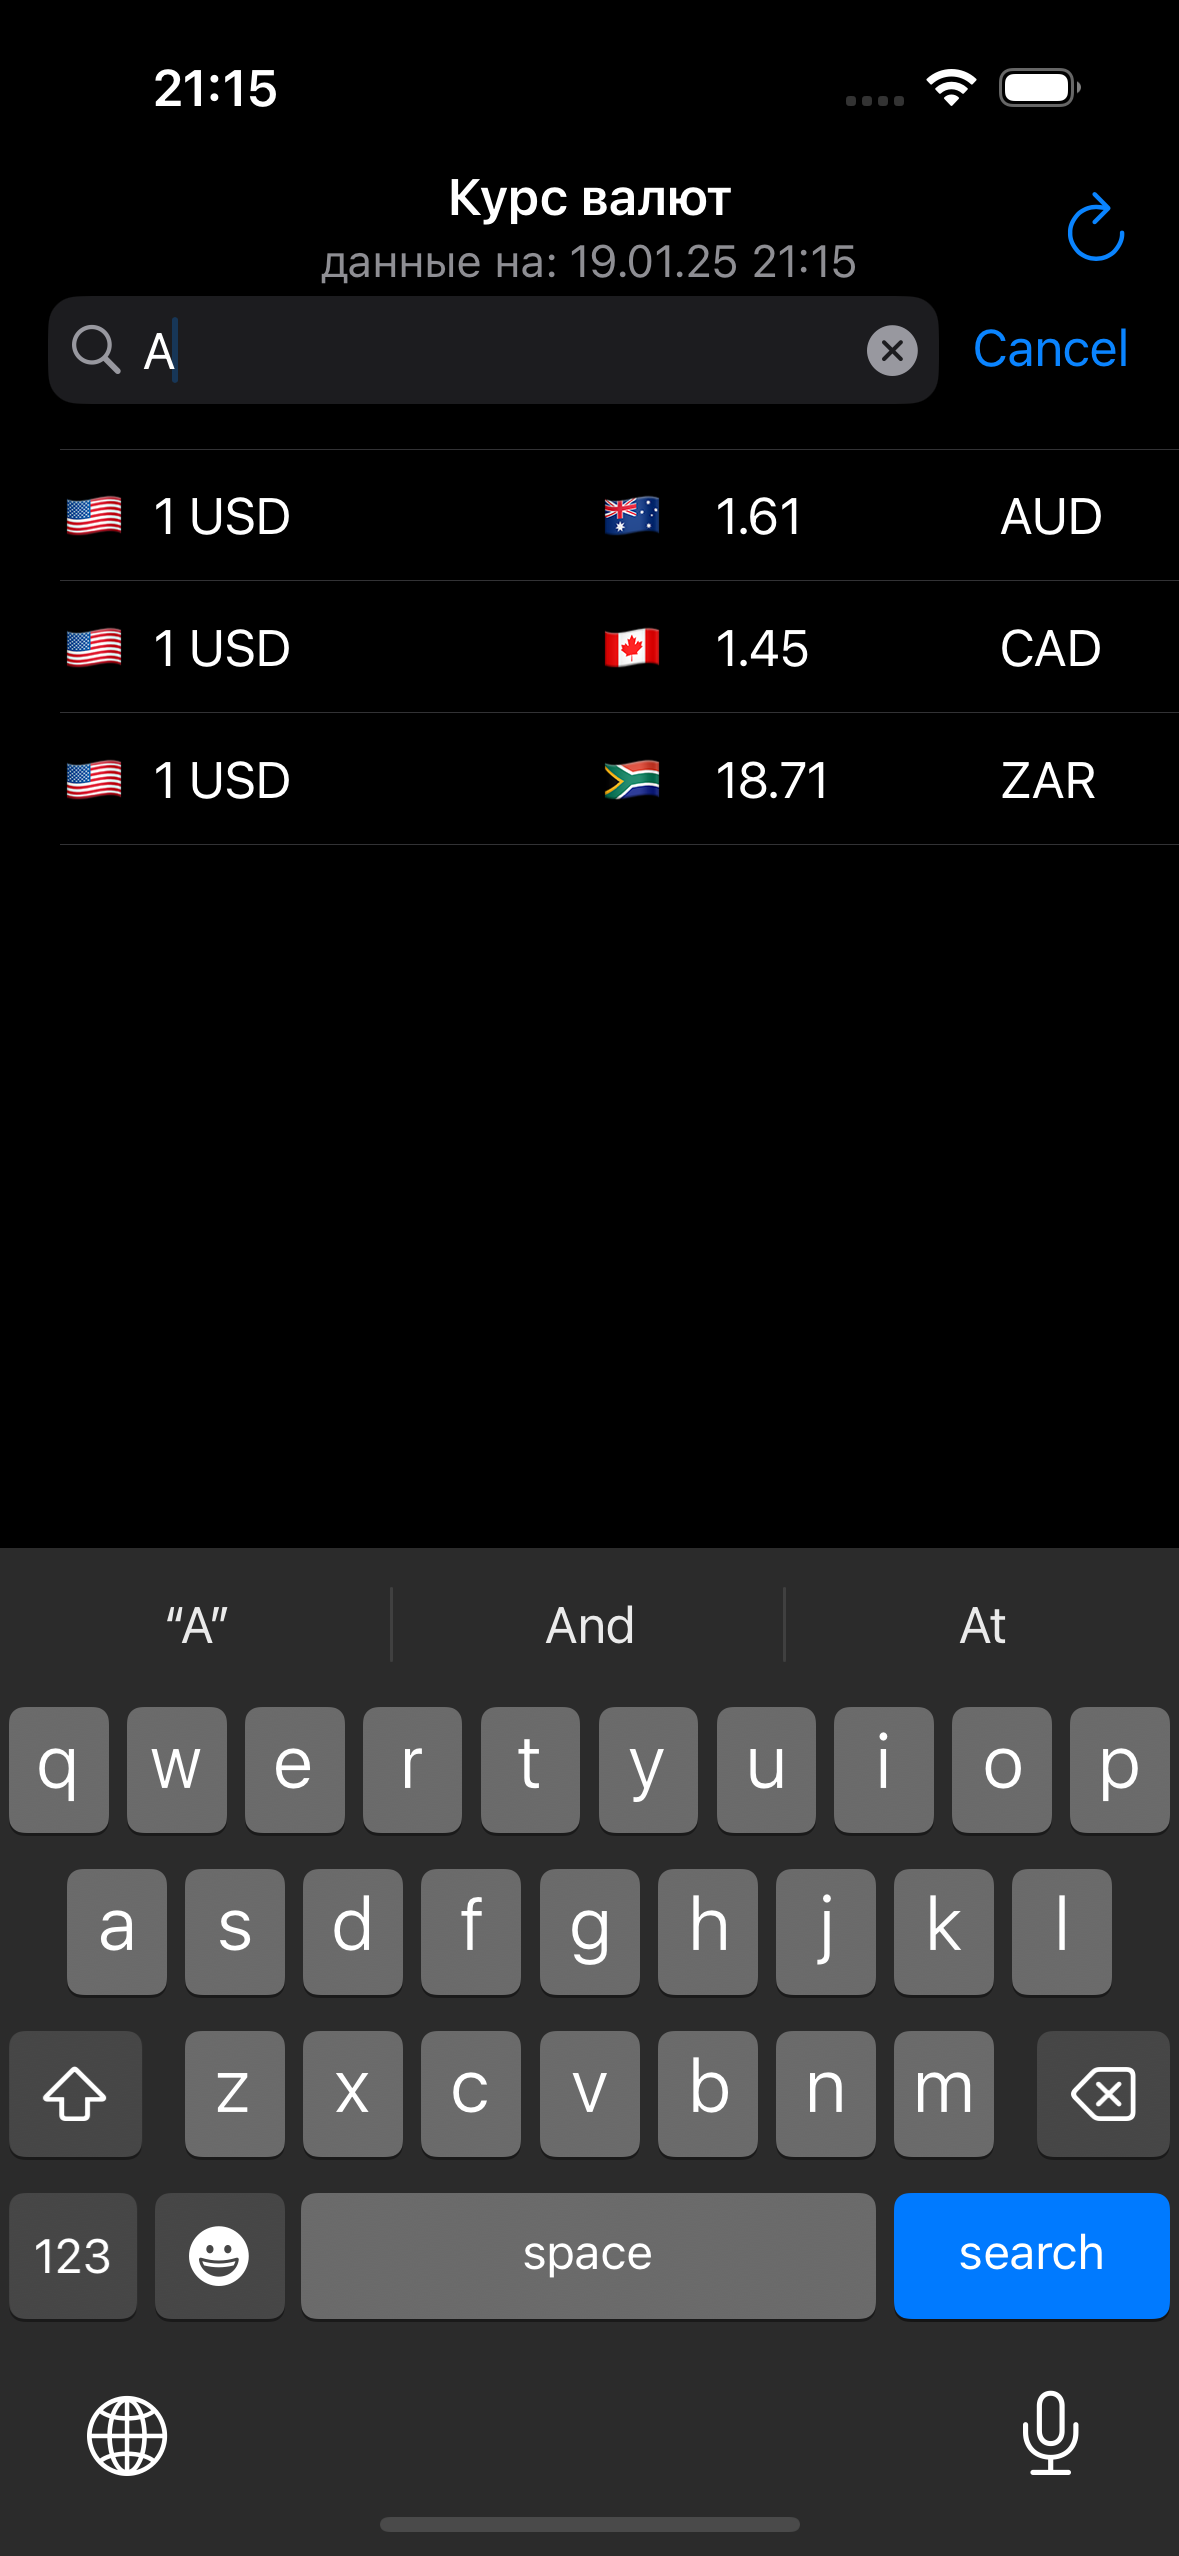 21:15
Курс валют
данные на: 19.01.25 21:15
A
Cancel
1 USD 1.61 AUD
1 USD 1.45 CAD
1 USD 18.71 ZAR
“A” And At
q w e r t y u i o p
a s d f g h j k l
z x c v b n m
123 space search